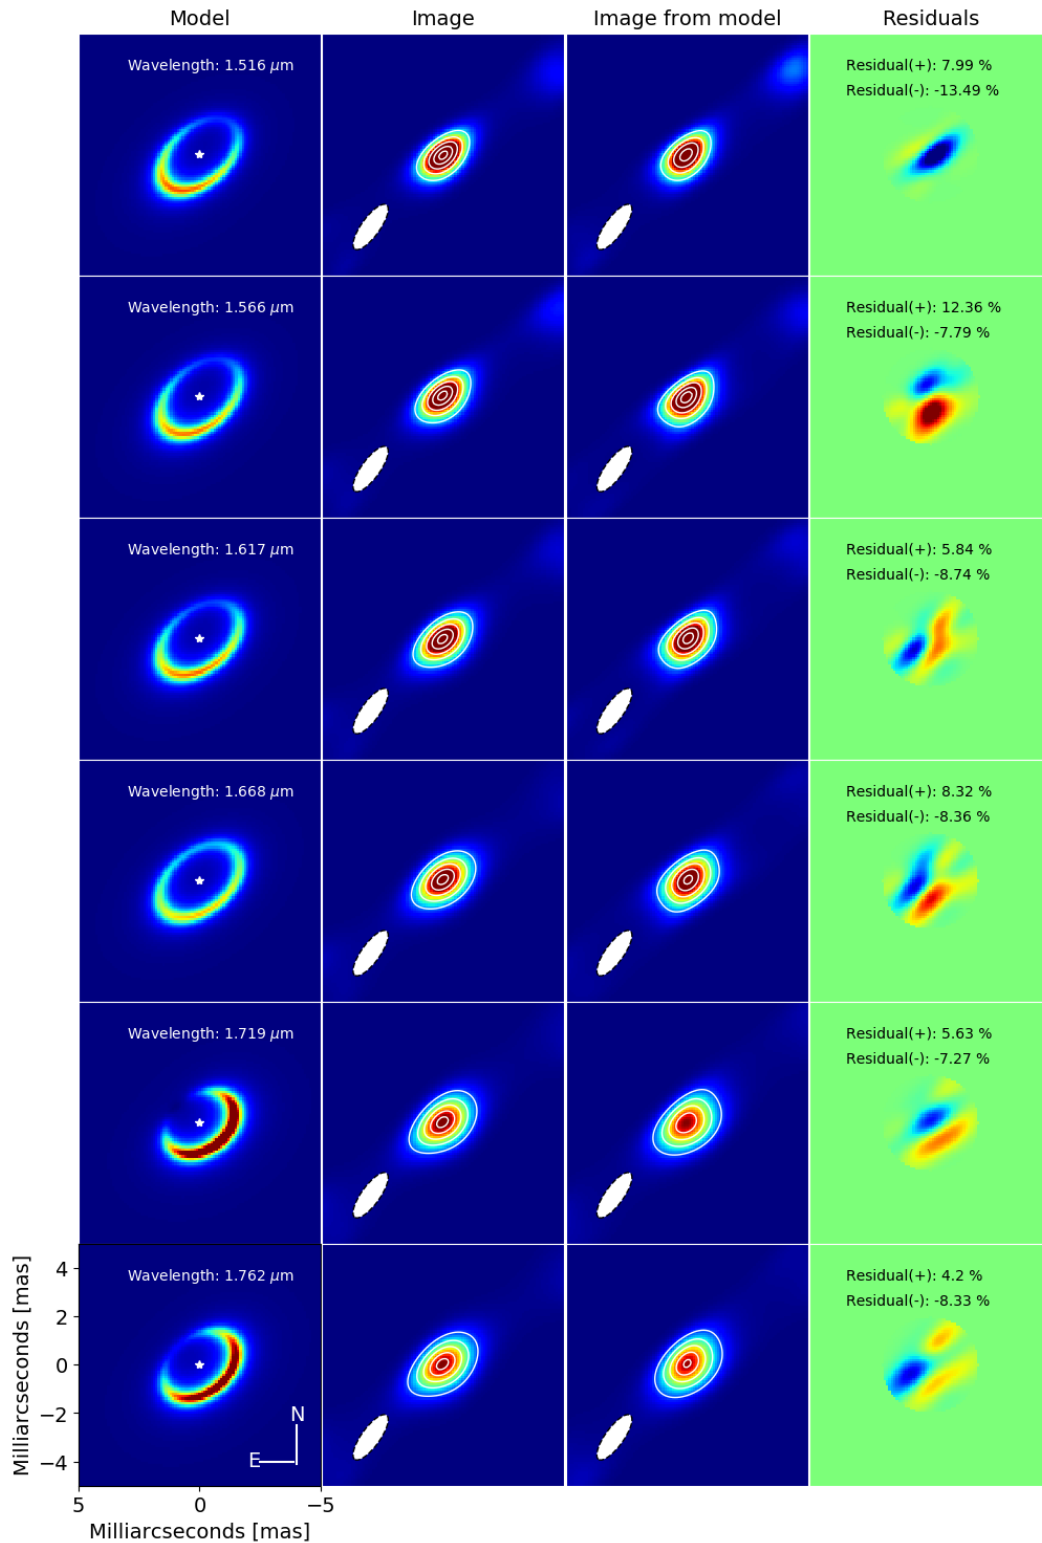 Model Image Image from model Residuals
Wavelength: 1.516 μm
Residual(+): 7.99 %
Residual(-): -13.49 %
Wavelength: 1.566 μm
Residual(+): 12.36 %
Residual(-): -7.79 %
Wavelength: 1.617 μm
Residual(+): 5.84 %
Residual(-): -8.74 %
Wavelength: 1.668 μm
Residual(+): 8.32 %
Residual(-): -8.36 %
Wavelength: 1.719 μm
Residual(+): 5.63 %
Residual(-): -7.27 %
Wavelength: 1.762 μm
Residual(+): 4.2 %
Residual(-): -8.33 %
Milliarcseconds [mas]
4
2
0
−2
−4
N
E
5 0 −5
Milliarcseconds [mas]